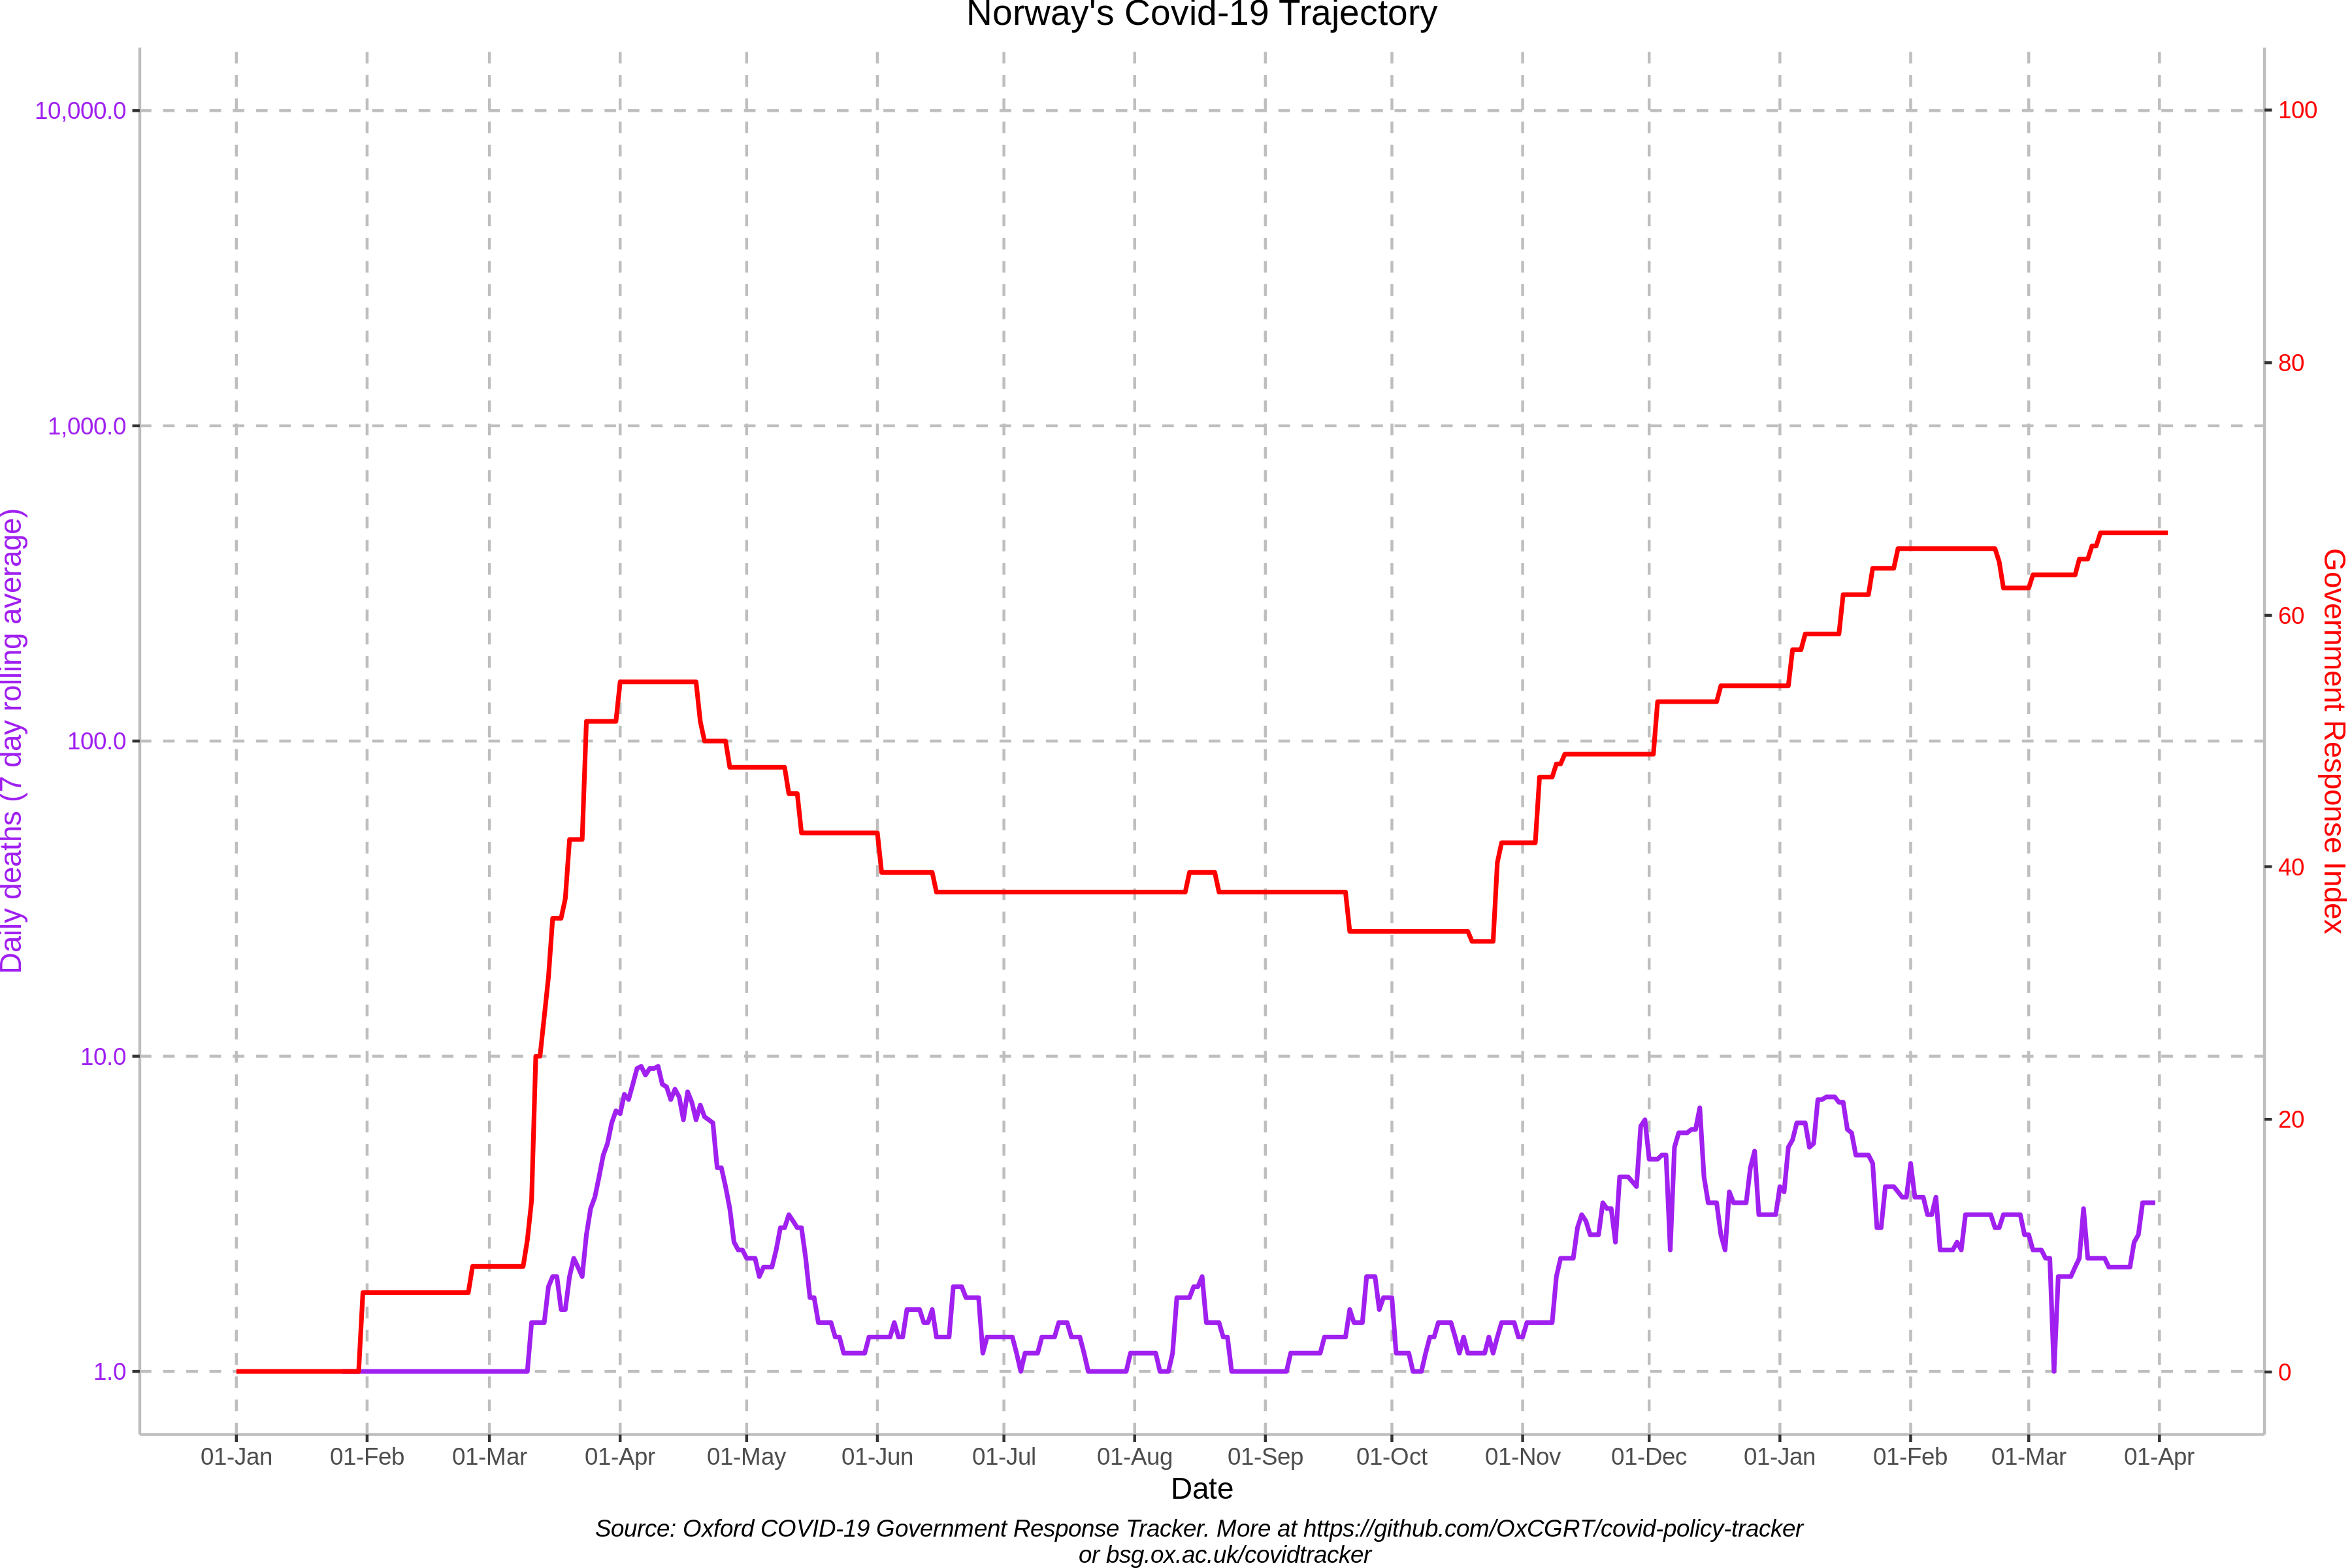 Norway's Covid-19 Trajectory
Daily deaths (7 day rolling average)
10,000.0
1,000.0
100.0
10.0
1.0
100
80
60
40
20
0
Government Response Index
01-Jan 01-Feb 01-Mar 01-Apr 01-May 01-Jun 01-Jul 01-Aug 01-Sep 01-Oct 01-Nov 01-Dec 01-Jan 01-Feb 01-Mar 01-Apr
Date
Source: Oxford COVID-19 Government Response Tracker. More at https://github.com/OxCGRT/covid-policy-tracker
or bsg.ox.ac.uk/covidtracker